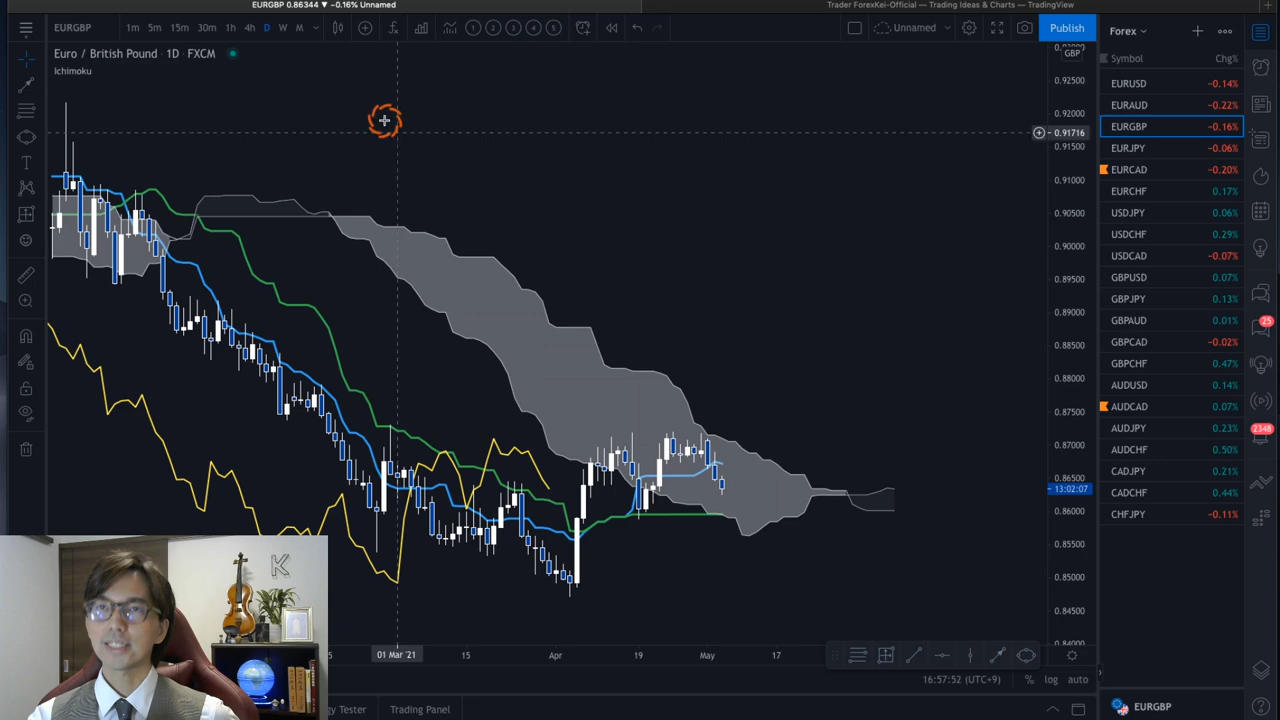 EURGBP 0.86344 ▼ −0.16% Unnamed
Trader ForexKei-Official — Trading Ideas & Charts — TradingView
EURGBP 1m 5m 15m 30m 1h 4h D W M 1 2 3 4 5 Unnamed Publish
Euro / British Pound · 1D · FXCM
Ichimoku
GBP
0.92500
0.92000
0.91716
0.91500
0.91000
0.90500
0.90000
0.89500
0.89000
0.88500
0.88000
0.87500
0.87000
0.86500
13:02:07
0.86000
0.85500
0.85000
0.84500
01 Mar '21 15 Apr 19 May 17
16:57:52 (UTC+9) % log auto
Trading Panel
Forex
Symbol Chg%
EURUSD −0.14%
EURAUD −0.22%
EURGBP −0.16%
EURJPY −0.06%
EURCAD −0.20%
EURCHF 0.17%
USDJPY 0.06%
USDCHF 0.29%
USDCAD −0.07%
GBPUSD 0.07%
GBPJPY 0.13%
GBPAUD 0.01%
GBPCAD −0.02%
GBPCHF 0.47%
AUDUSD 0.14%
AUDCAD 0.07%
AUDJPY 0.23%
AUDCHF 0.50%
CADJPY 0.21%
CADCHF 0.44%
CHFJPY −0.11%
EURGBP
25
2348
K